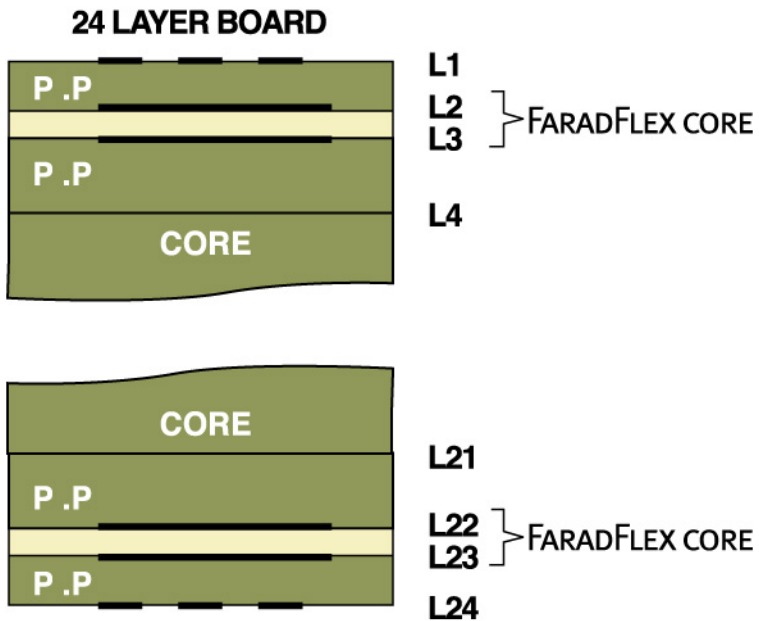 24 LAYER BOARD
L1
P .P
L2
FARADFLEX CORE
L3
P .P
L4
CORE
CORE
L21
P .P
L22
FARADFLEX CORE
L23
P .P
L24